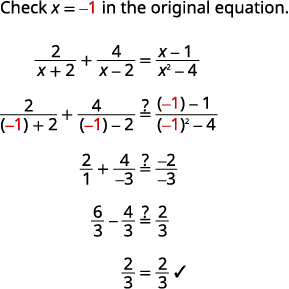 Check x = –1 in the original equation.
2/(x + 2) + 4/(x – 2) = (x – 1)/(x² – 4)
2/((–1) + 2) + 4/((–1) – 2) ≟ ((–1) – 1)/((–1)² – 4)
2/1 + 4/–3 ≟ –2/–3
6/3 – 4/3 ≟ 2/3
2/3 = 2/3 ✓